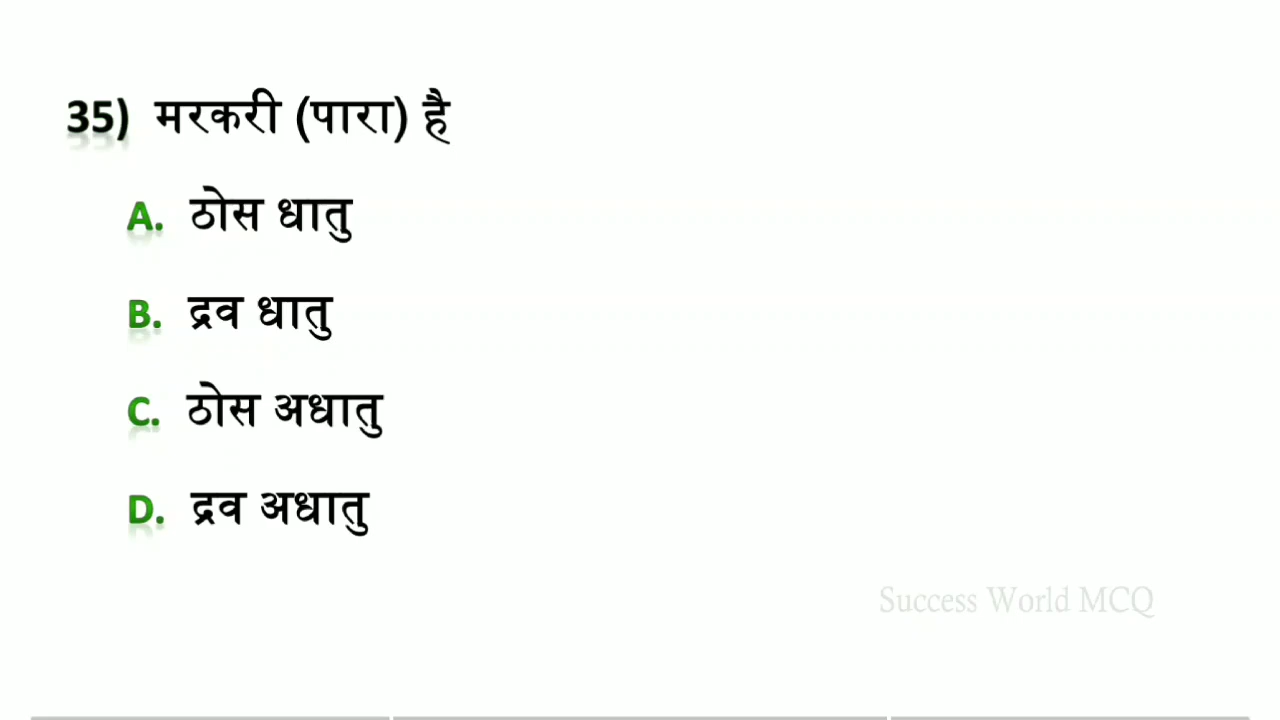 35) मरकरी (पारा) है
A. ठोस धातु
B. द्रव धातु
C. ठोस अधातु
D. द्रव अधातु
Success World MCQ